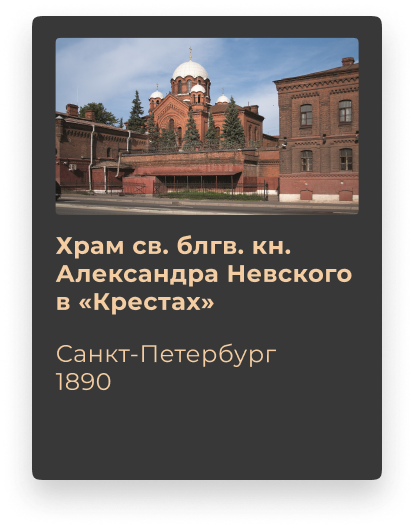 Храм св. блгв. кн.
Александра Невского
в «Крестах»
Санкт-Петербург
1890